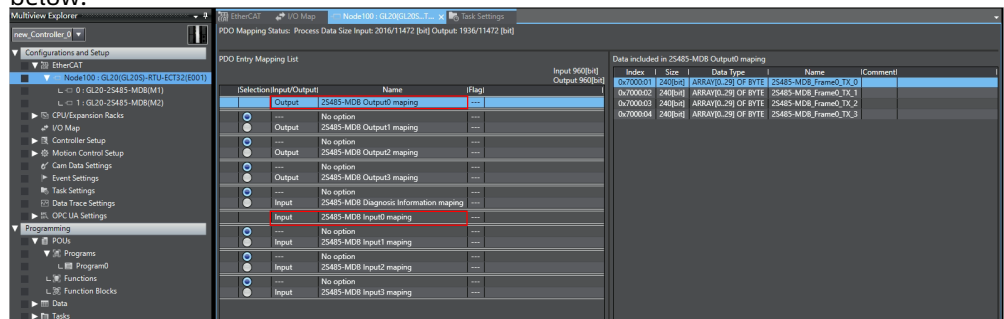 below:
Multiview Explorer
EtherCAT
I/O Map
Node100 : GL20(GL20S...T...
Task Settings
new_Controller_0
PDO Mapping Status: Process Data Size Input: 2016/11472 [bit] Output: 1936/11472 [bit]
Configurations and Setup
EtherCAT
Node100 : GL20(GL20S)-RTU-ECT32(E001)
0 : GL20-2S485-MDB(M1)
1 : GL20-2S485-MDB(M2)
CPU/Expansion Racks
I/O Map
Controller Setup
Motion Control Setup
Cam Data Settings
Event Settings
Task Settings
Data Trace Settings
OPC UA Settings
Programming
POUs
Programs
Program0
Functions
Function Blocks
Data
Tasks
PDO Entry Mapping List
Input 960[bit]
Output 960[bit]
|Selection|Input/Output| Name |Flag|
Output 2S485-MDB Output0 maping ---
--- No option ---
Output 2S485-MDB Output1 maping ---
--- No option ---
Output 2S485-MDB Output2 maping ---
--- No option ---
Output 2S485-MDB Output3 maping ---
--- No option ---
Input 2S485-MDB Diagnosis Information maping ---
Input 2S485-MDB Input0 maping ---
--- No option ---
Input 2S485-MDB Input1 maping ---
--- No option ---
Input 2S485-MDB Input2 maping ---
--- No option ---
Input 2S485-MDB Input3 maping ---
Data included in 2S485-MDB Output0 maping
Index | Size | Data Type | Name |Comment|
0x7000:01 240[bit] ARRAY[0..29] OF BYTE 2S485-MDB_Frame0_TX_0
0x7000:02 240[bit] ARRAY[0..29] OF BYTE 2S485-MDB_Frame0_TX_1
0x7000:03 240[bit] ARRAY[0..29] OF BYTE 2S485-MDB_Frame0_TX_2
0x7000:04 240[bit] ARRAY[0..29] OF BYTE 2S485-MDB_Frame0_TX_3